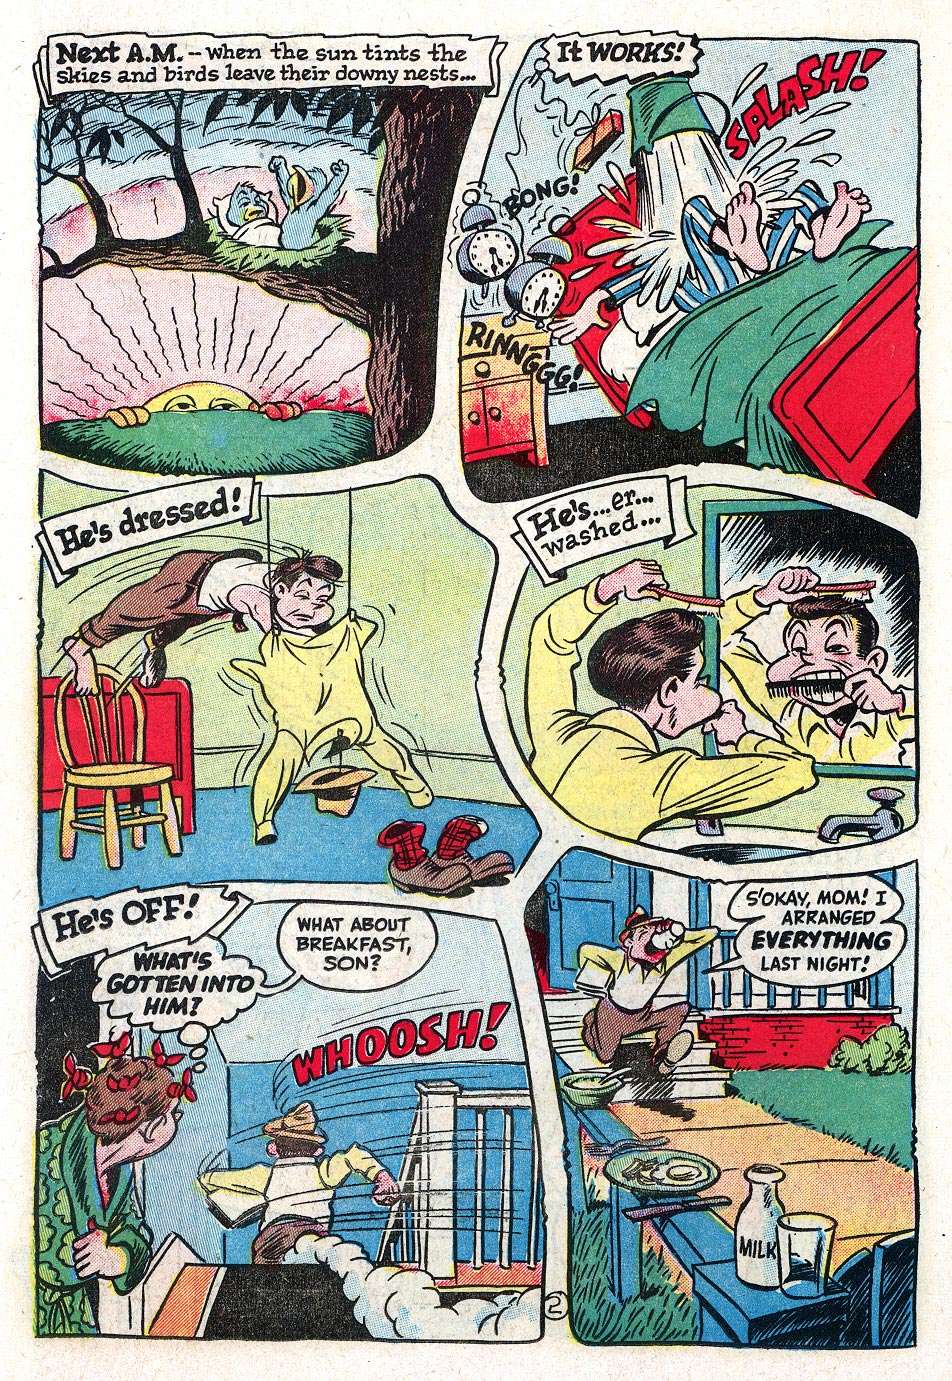 Next A.M. -- when the sun tints the
skies and birds leave their downy nests...
It WORKS!
SPLASH!
BONG!
RINNGGGG!
He's dressed!
He's...er...
washed...
He's OFF!
WHAT'S
GOTTEN INTO
HIM?
WHAT ABOUT
BREAKFAST,
SON?
WHOOSH!
2
S'OKAY, MOM! I
ARRANGED
EVERYTHING
LAST NIGHT!
MILK